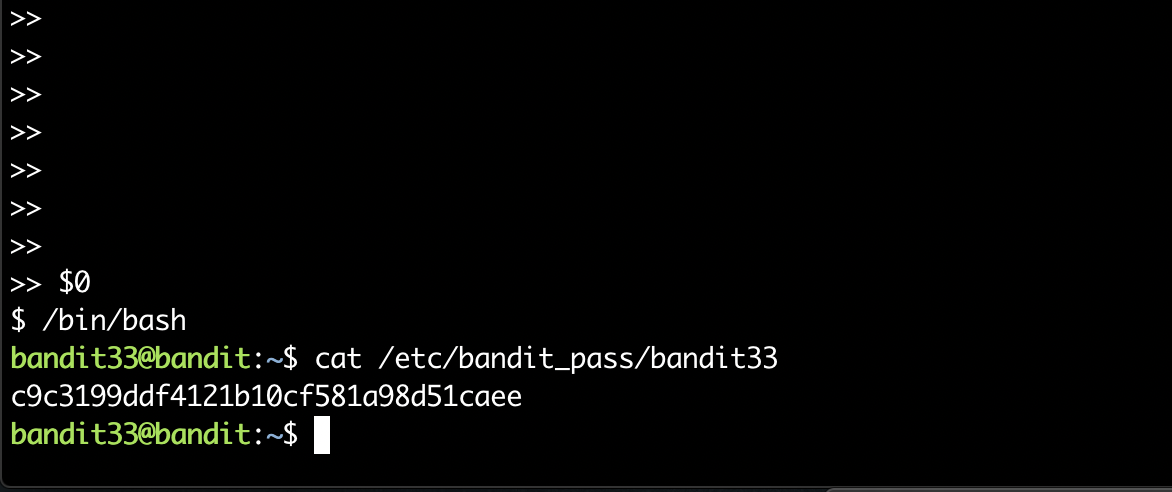 >>
>>
>>
>>
>>
>>
>>
>> $0
$ /bin/bash
bandit33@bandit:~$ cat /etc/bandit_pass/bandit33
c9c3199ddf4121b10cf581a98d51caee
bandit33@bandit:~$